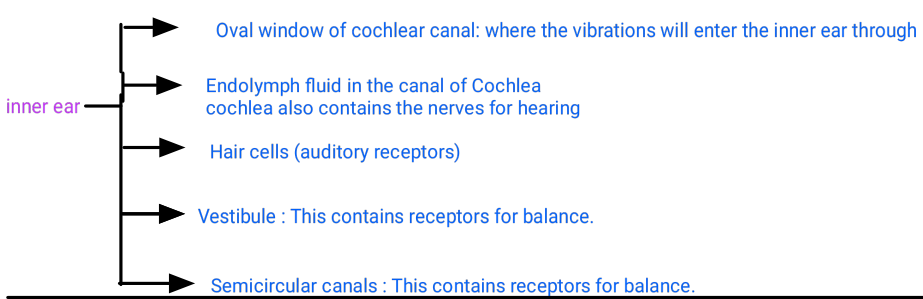 Oval window of cochlear canal: where the vibrations will enter the inner ear through
Endolymph fluid in the canal of Cochlea
cochlea also contains the nerves for hearing
inner ear
Hair cells (auditory receptors)
Vestibule : This contains receptors for balance.
Semicircular canals : This contains receptors for balance.